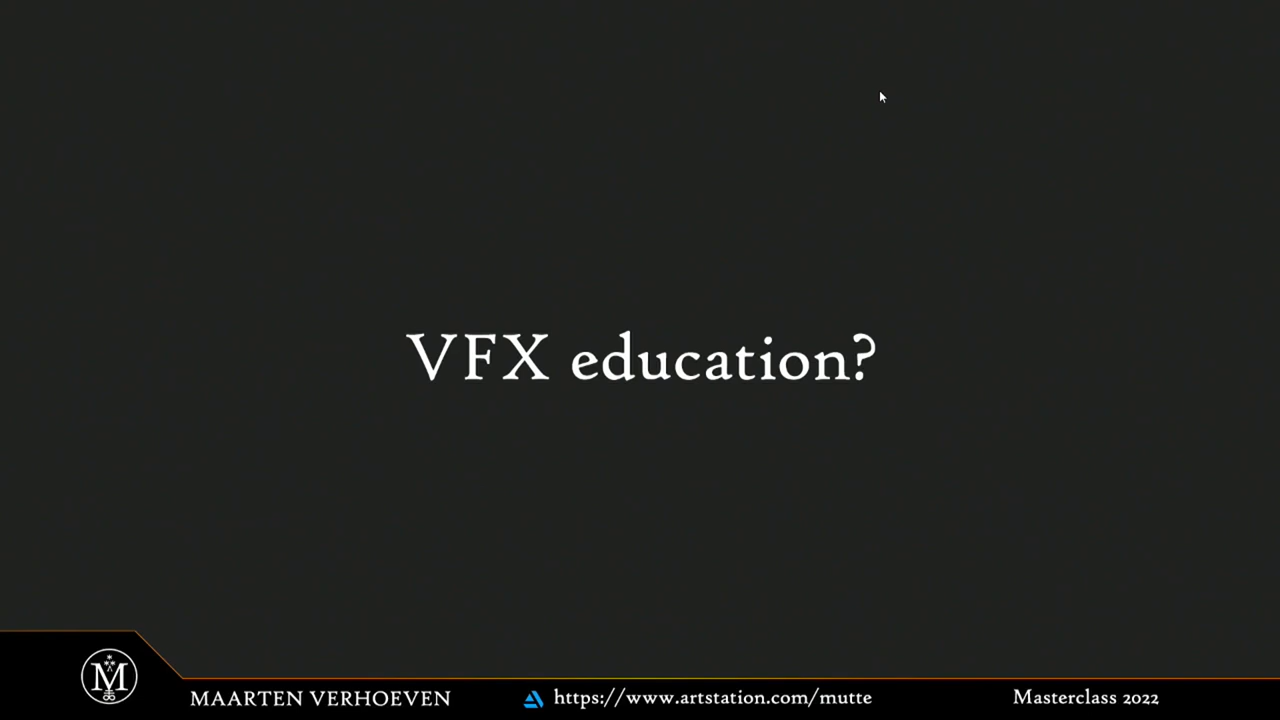 VFX education?
M
MAARTEN VERHOEVEN
https://www.artstation.com/mutte
Masterclass 2022